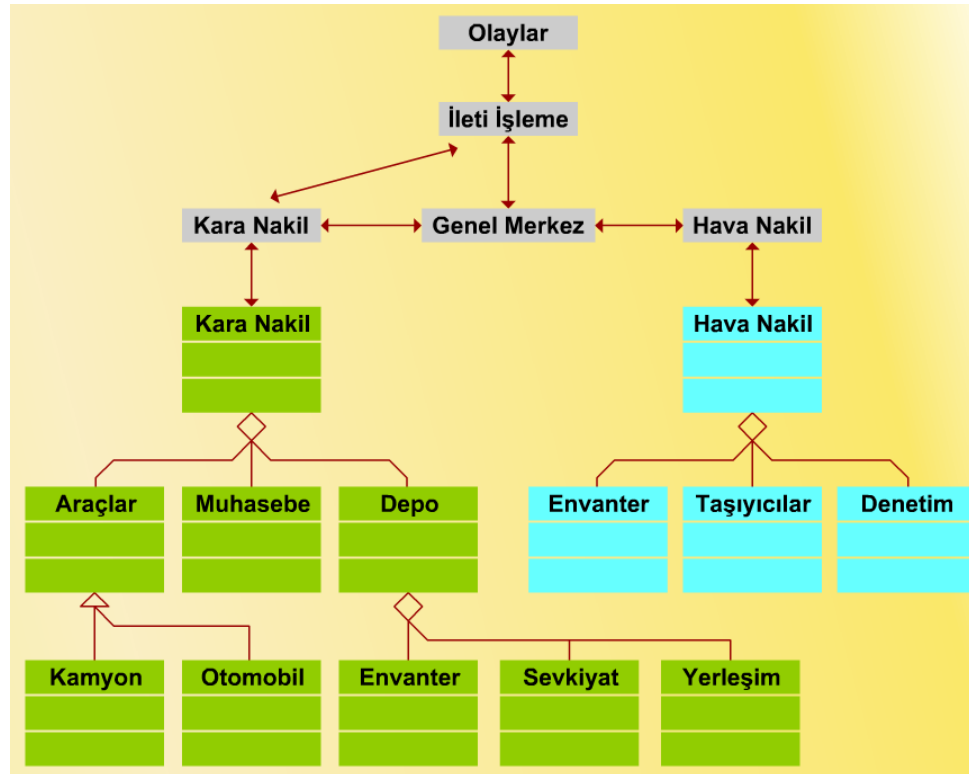 Olaylar
İleti İşleme
Kara Nakil
Genel Merkez
Hava Nakil
Kara Nakil
Hava Nakil
Araçlar
Muhasebe
Depo
Envanter
Taşıyıcılar
Denetim
Kamyon
Otomobil
Envanter
Sevkiyat
Yerleşim